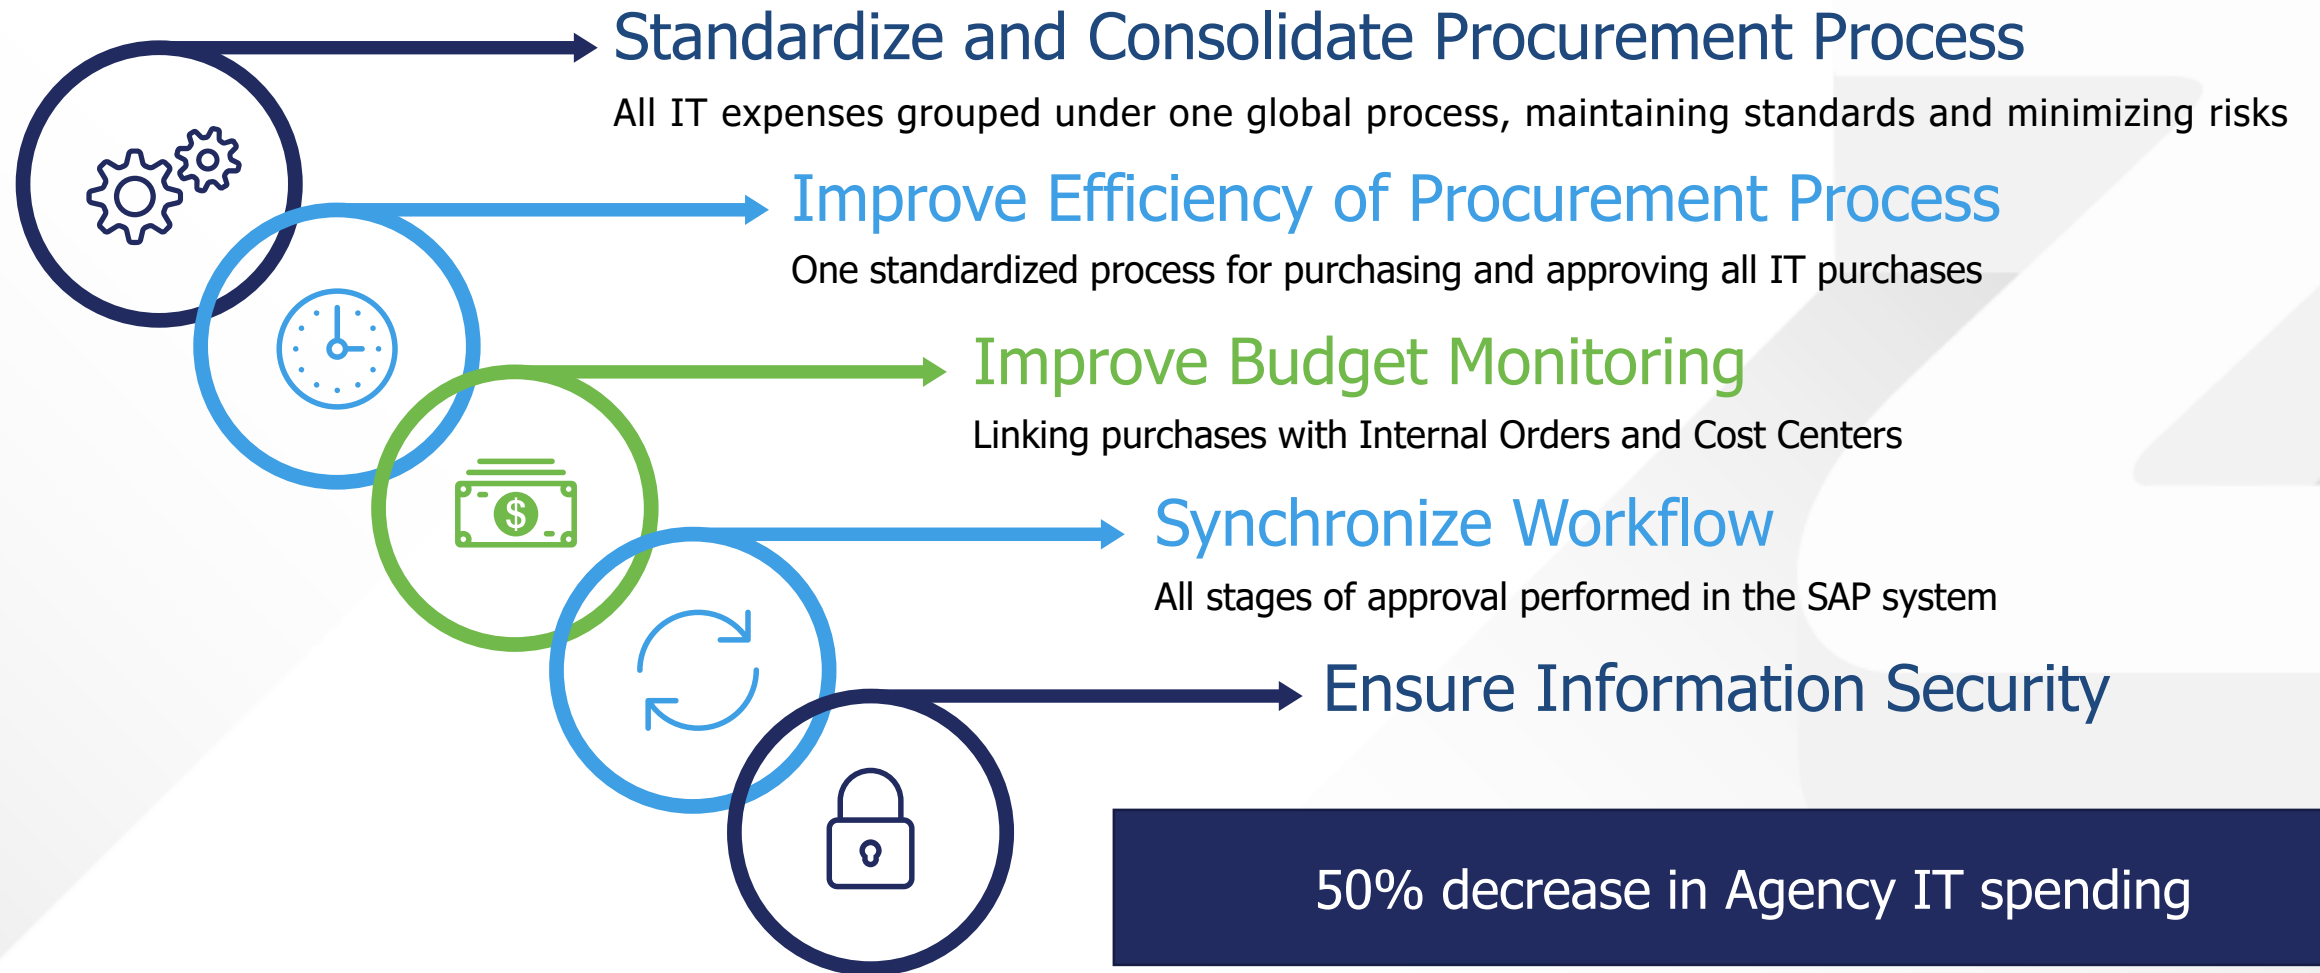 Standardize and Consolidate Procurement Process
All IT expenses grouped under one global process, maintaining standards and minimizing risks
Improve Efficiency of Procurement Process
One standardized process for purchasing and approving all IT purchases
Improve Budget Monitoring
Linking purchases with Internal Orders and Cost Centers
$
Synchronize Workflow
All stages of approval performed in the SAP system
Ensure Information Security
50% decrease in Agency IT spending